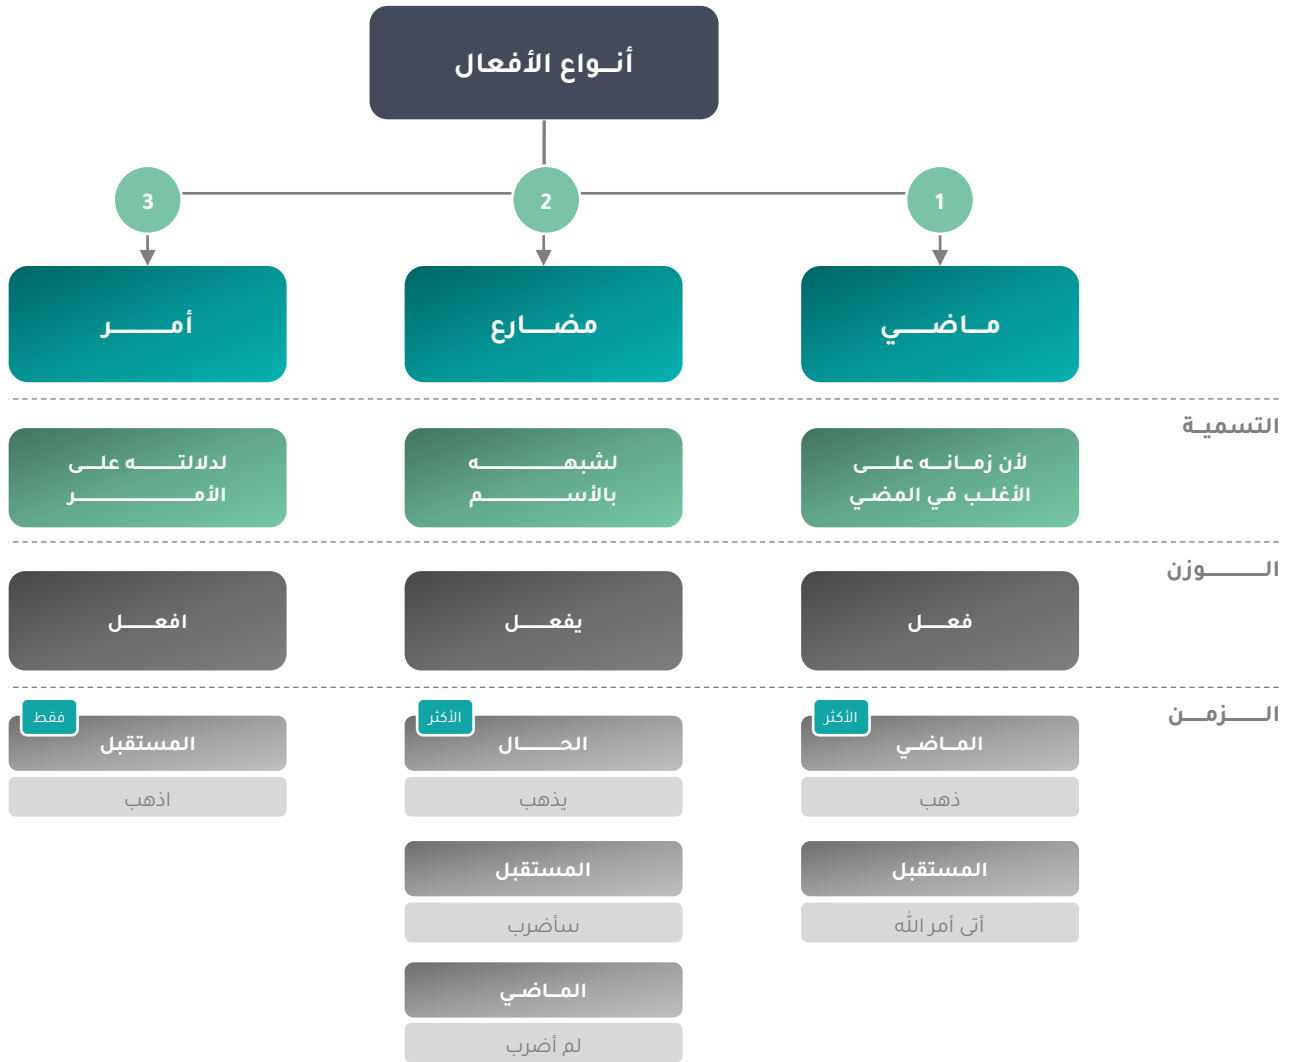 أنواع الأفعال
1
2
3
ماضي
مضارع
أمر
التسمية
لأن زمانه على
الأغلب في المضي
لشبهه
بالأسم
لدلالته على
الأمر
الوزن
فعل
يفعل
افعل
الزمن
الأكثر
الماضي
ذهب
المستقبل
أتى أمر الله
الأكثر
الحال
يذهب
المستقبل
سأضرب
الماضي
لم أضرب
فقط
المستقبل
اذهب